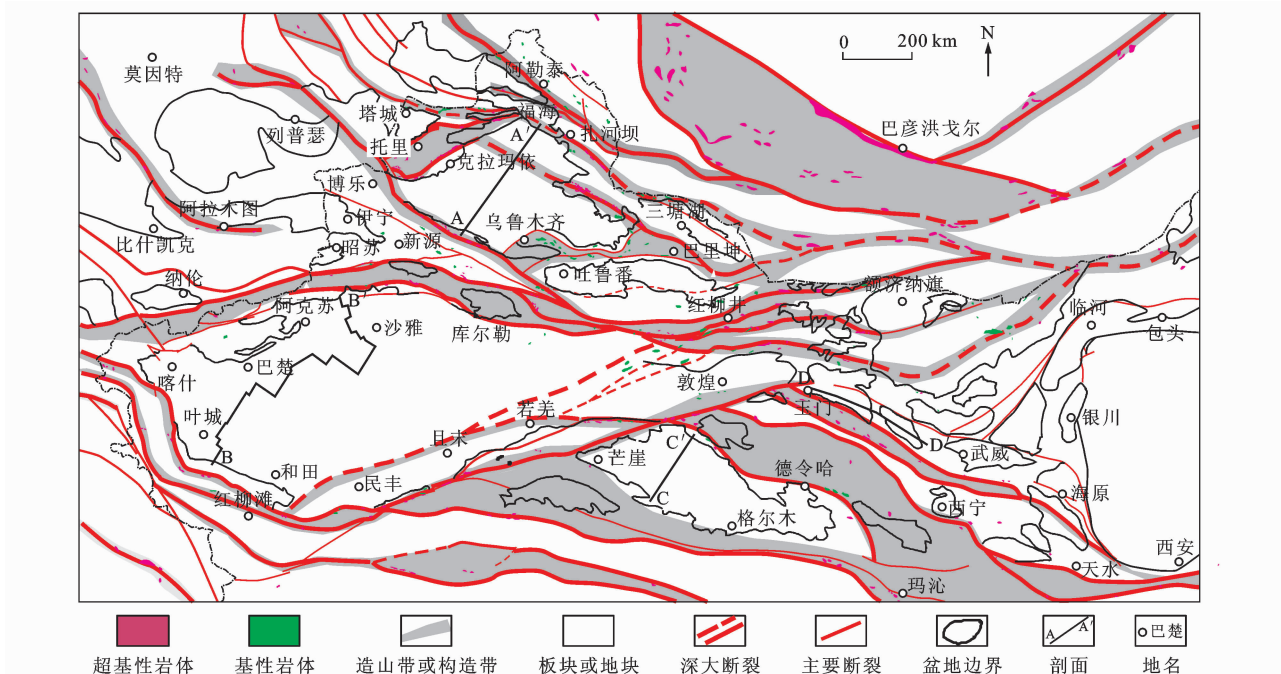 莫因特
阿勒泰
0 200 km
N
塔城
福海
A′
扎河坝
列普瑟
托里
克拉玛依
巴彦洪戈尔
博乐
阿拉木图
伊宁
A
乌鲁木齐
三塘湖
比什凯克
昭苏
新源
巴里坤
纳伦
吐鲁番
额济纳旗
阿克苏
B′
沙雅
库尔勒
红柳井
临河
包头
喀什
巴楚
敦煌
D′
玉门
叶城
若羌
银川
B
且末
C′
D
武威
和田
民丰
芒崖
德令哈
红柳滩
C
格尔木
西宁
海原
西安
天水
玛沁
A A′
巴楚
超基性岩体 基性岩体 造山带或构造带 板块或地块 深大断裂 主要断裂 盆地边界 剖面 地名